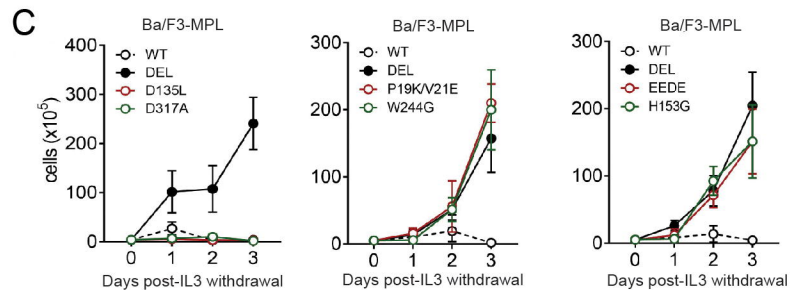 C
Ba/F3-MPL
400
300
200
100
0
cells (x10⁵)
WT
DEL
D135L
D317A
0 1 2 3
Days post-IL3 withdrawal
Ba/F3-MPL
300
200
100
0
WT
DEL
P19K/V21E
W244G
0 1 2 3
Days post-IL3 withdrawal
Ba/F3-MPL
300
200
100
0
WT
DEL
EEDE
H153G
0 1 2 3
Days post-IL3 withdrawal